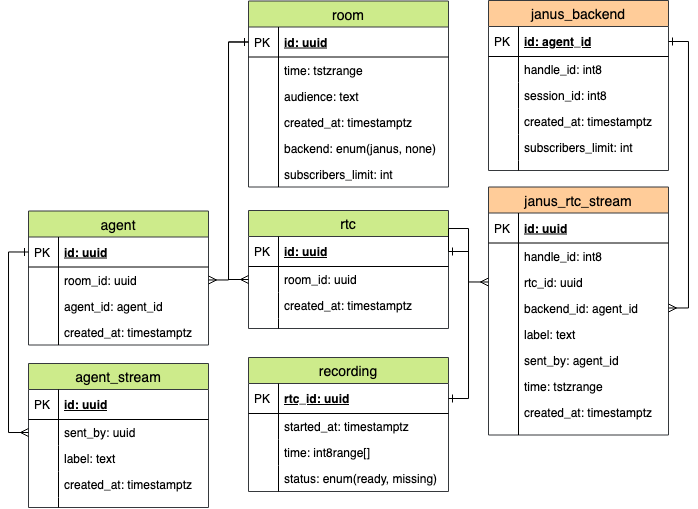 room
PK
id: uuid
time: tstzrange
audience: text
created_at: timestamptz
backend: enum(janus, none)
subscribers_limit: int
janus_backend
PK
id: agent_id
handle_id: int8
session_id: int8
created_at: timestamptz
subscribers_limit: int
agent
PK
id: uuid
room_id: uuid
agent_id: agent_id
created_at: timestamptz
rtc
PK
id: uuid
room_id: uuid
created_at: timestamptz
janus_rtc_stream
PK
id: uuid
handle_id: int8
rtc_id: uuid
backend_id: agent_id
label: text
sent_by: agent_id
time: tstzrange
created_at: timestamptz
agent_stream
PK
id: uuid
sent_by: uuid
label: text
created_at: timestamptz
recording
PK
rtc_id: uuid
started_at: timestamptz
time: int8range[]
status: enum(ready, missing)